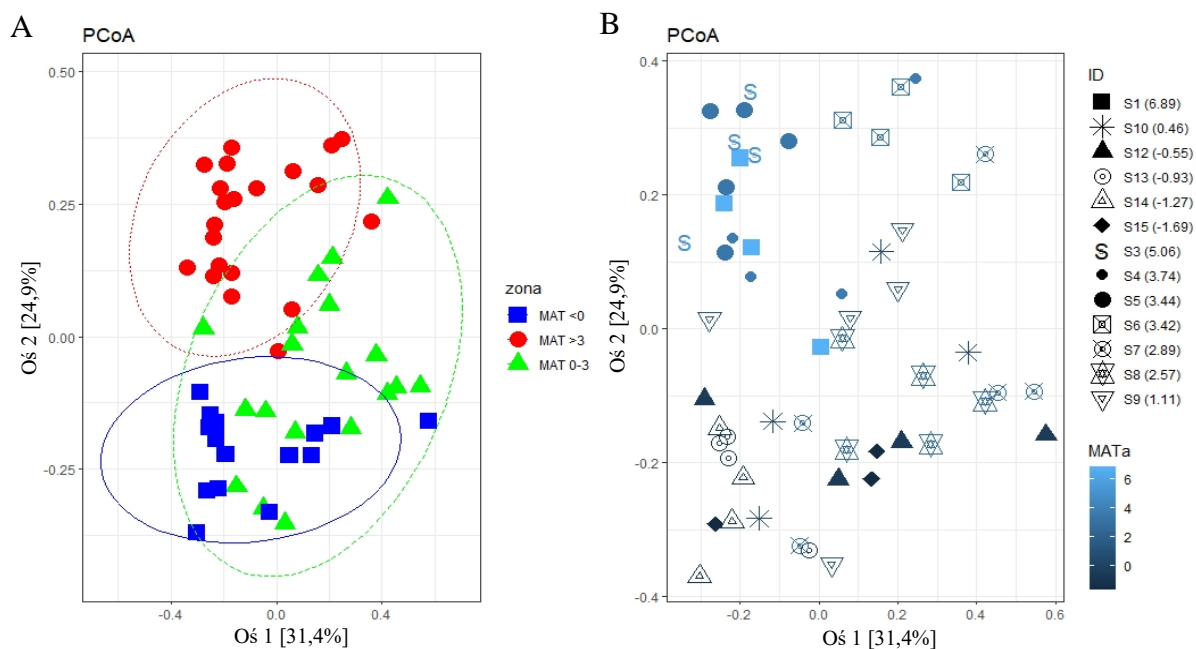 A
PCoA
0.50
0.25
0.00
-0.25
-0.4
0.0
0.4
Oś 2 [24,9%]
Oś 1 [31,4%]
zona
MAT <0
MAT >3
MAT 0-3
B
PCoA
0.4
0.2
0.0
-0.2
-0.4
-0.2
0.0
0.2
0.4
0.6
Oś 2 [24,9%]
Oś 1 [31,4%]
S
S
S
S
ID
S1 (6.89)
S10 (0.46)
S12 (-0.55)
S13 (-0.93)
S14 (-1.27)
S15 (-1.69)
S S3 (5.06)
S4 (3.74)
S5 (3.44)
S6 (3.42)
S7 (2.89)
S8 (2.57)
S9 (1.11)
MATa
6
4
2
0